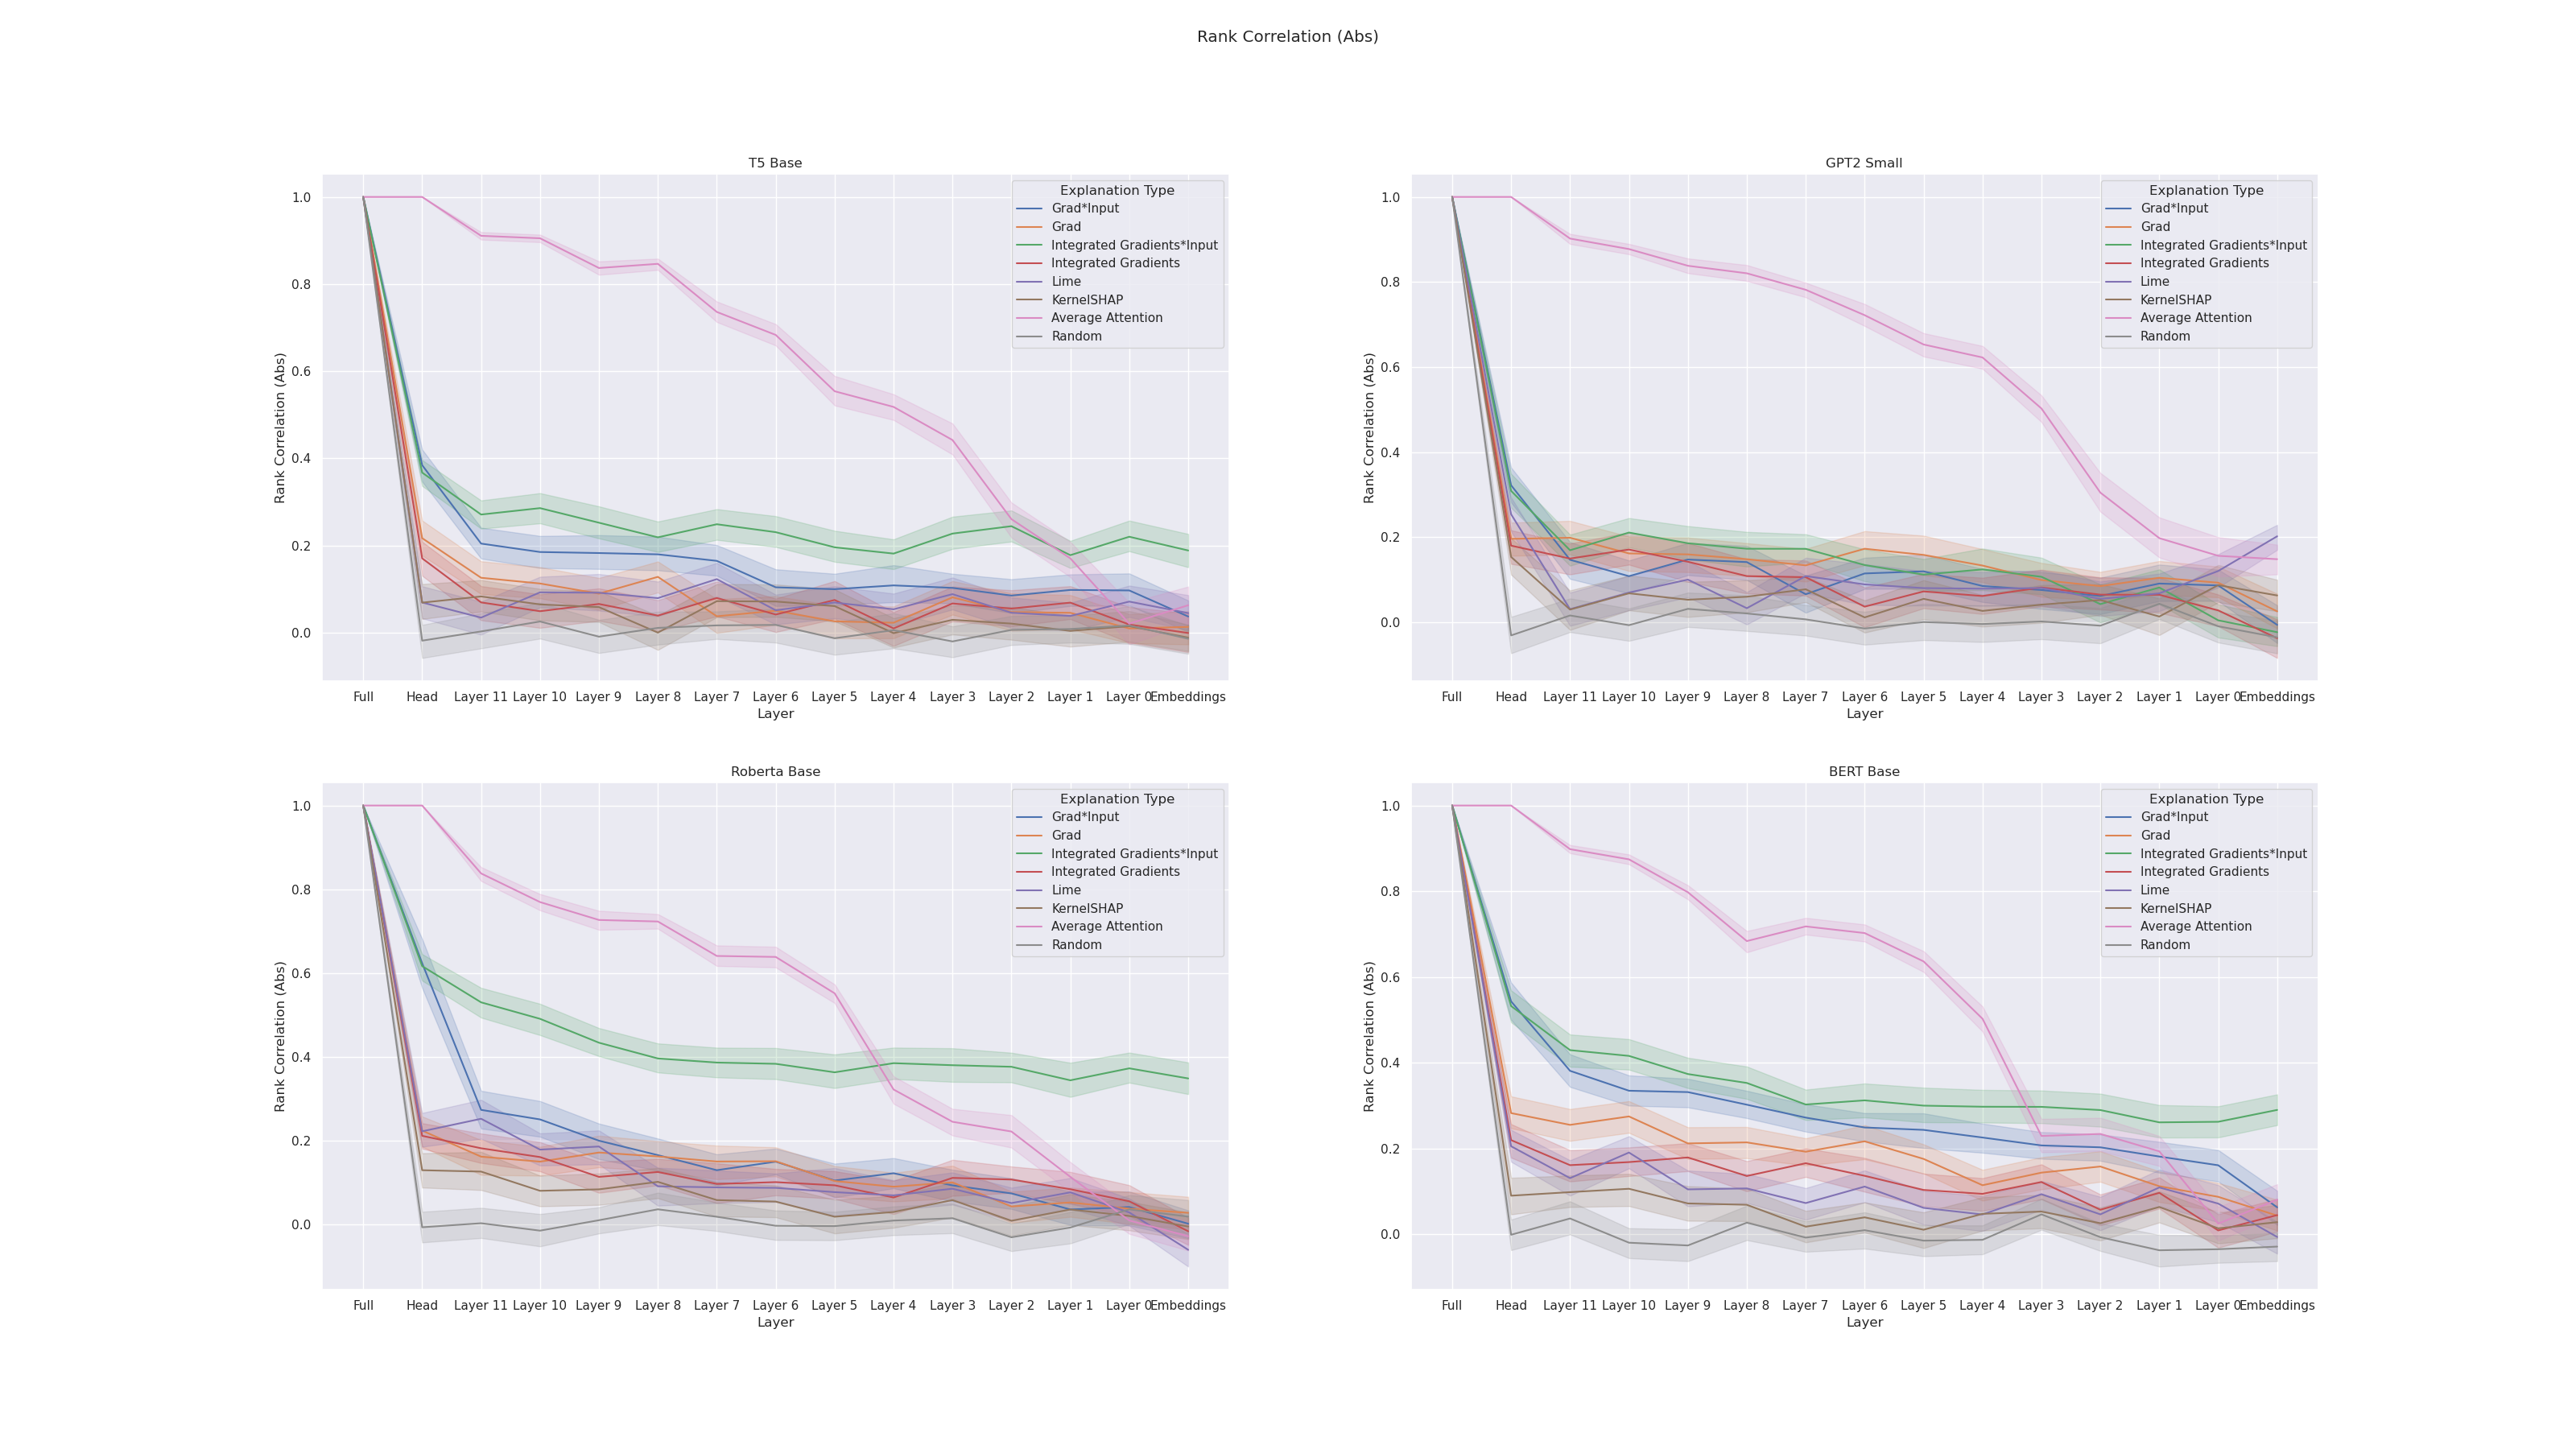 Rank Correlation (Abs)
T5 Base
Rank Correlation (Abs)
1.0
0.8
0.6
0.4
0.2
0.0
Explanation Type
Grad*Input
Grad
Integrated Gradients*Input
Integrated Gradients
Lime
KernelSHAP
Average Attention
Random
Full Head Layer 11 Layer 10 Layer 9 Layer 8 Layer 7 Layer 6 Layer 5 Layer 4 Layer 3 Layer 2 Layer 1 Layer 0 Embeddings
Layer
GPT2 Small
Rank Correlation (Abs)
1.0
0.8
0.6
0.4
0.2
0.0
Explanation Type
Grad*Input
Grad
Integrated Gradients*Input
Integrated Gradients
Lime
KernelSHAP
Average Attention
Random
Full Head Layer 11 Layer 10 Layer 9 Layer 8 Layer 7 Layer 6 Layer 5 Layer 4 Layer 3 Layer 2 Layer 1 Layer 0 Embeddings
Layer
Roberta Base
Rank Correlation (Abs)
1.0
0.8
0.6
0.4
0.2
0.0
Explanation Type
Grad*Input
Grad
Integrated Gradients*Input
Integrated Gradients
Lime
KernelSHAP
Average Attention
Random
Full Head Layer 11 Layer 10 Layer 9 Layer 8 Layer 7 Layer 6 Layer 5 Layer 4 Layer 3 Layer 2 Layer 1 Layer 0 Embeddings
Layer
BERT Base
Rank Correlation (Abs)
1.0
0.8
0.6
0.4
0.2
0.0
Explanation Type
Grad*Input
Grad
Integrated Gradients*Input
Integrated Gradients
Lime
KernelSHAP
Average Attention
Random
Full Head Layer 11 Layer 10 Layer 9 Layer 8 Layer 7 Layer 6 Layer 5 Layer 4 Layer 3 Layer 2 Layer 1 Layer 0 Embeddings
Layer